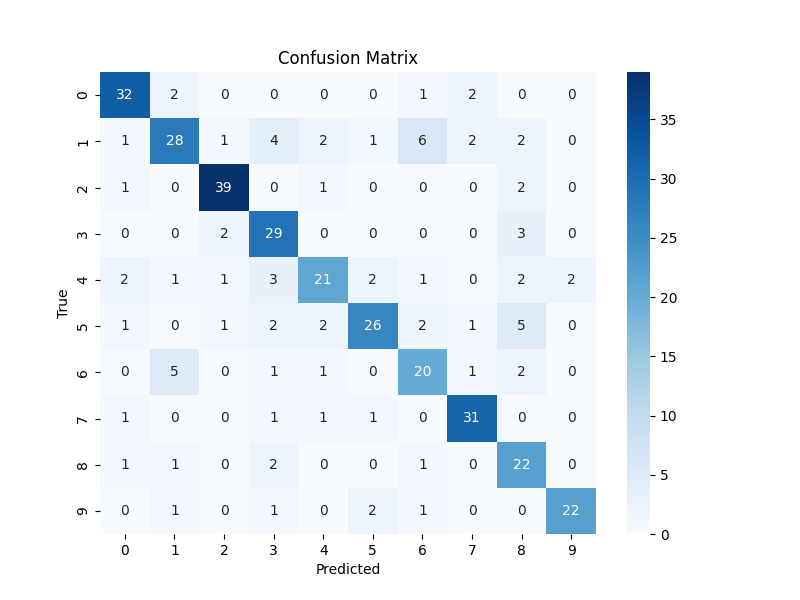 Confusion Matrix
0 32 2 0 0 0 0 1 2 0 0
1 1 28 1 4 2 1 6 2 2 0
2 1 0 39 0 1 0 0 0 2 0
3 0 0 2 29 0 0 0 0 3 0
4 2 1 1 3 21 2 1 0 2 2
5 1 0 1 2 2 26 2 1 5 0
6 0 5 0 1 1 0 20 1 2 0
7 1 0 0 1 1 1 0 31 0 0
8 1 1 0 2 0 0 1 0 22 0
9 0 1 0 1 0 2 1 0 0 22
0 1 2 3 4 5 6 7 8 9
Predicted
True
35
30
25
20
15
10
5
0